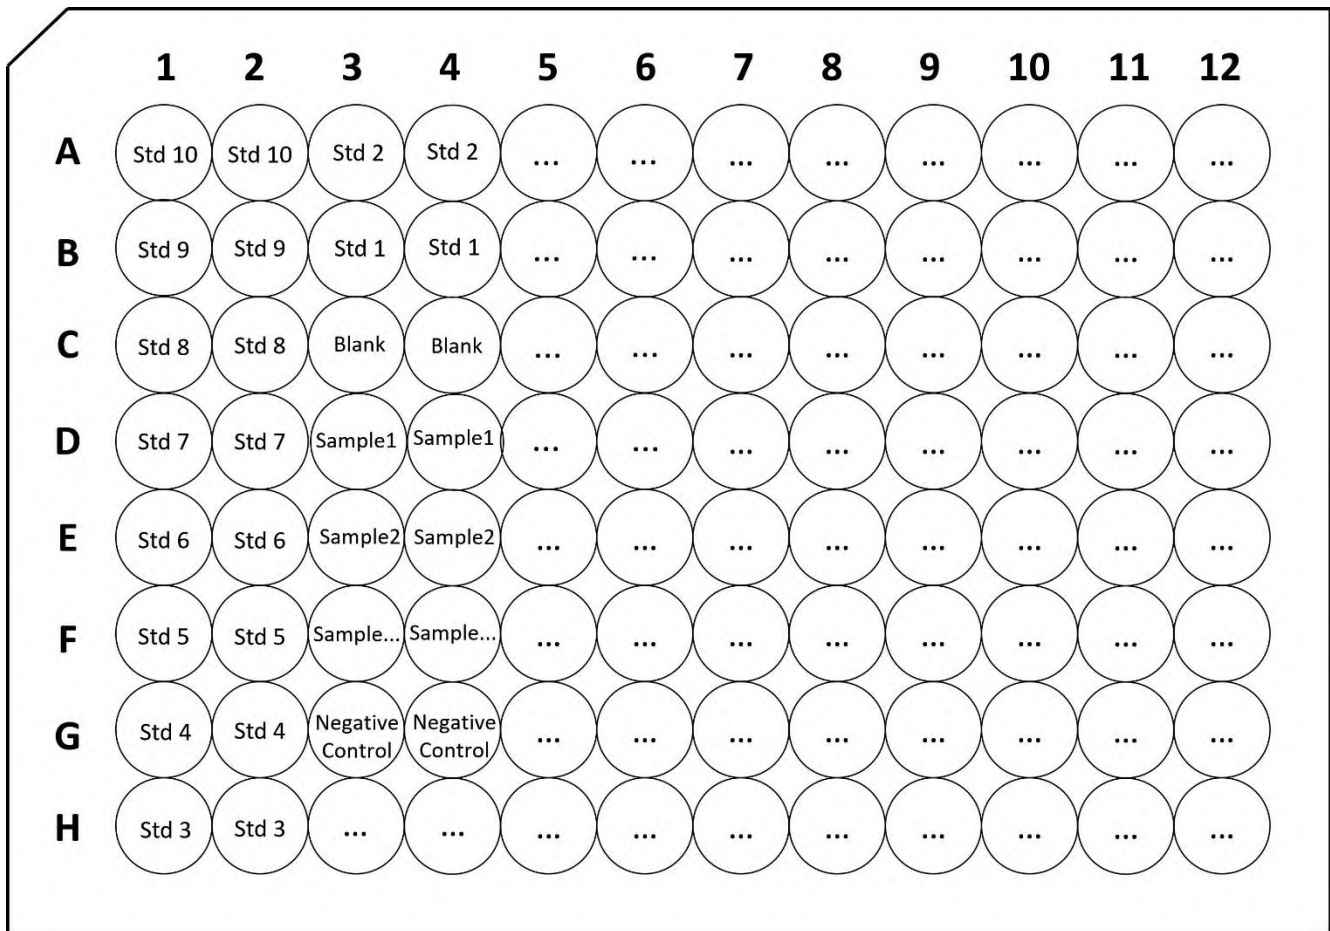 1 2 3 4 5 6 7 8 9 10 11 12
A Std 10 Std 10 Std 2 Std 2 ... ... ... ... ... ... ... ...
B Std 9 Std 9 Std 1 Std 1 ... ... ... ... ... ... ... ...
C Std 8 Std 8 Blank Blank ... ... ... ... ... ... ... ...
D Std 7 Std 7 Sample1 Sample1 ... ... ... ... ... ... ... ...
E Std 6 Std 6 Sample2 Sample2 ... ... ... ... ... ... ... ...
F Std 5 Std 5 Sample... Sample... ... ... ... ... ... ... ... ...
G Std 4 Std 4 Negative Control Negative Control ... ... ... ... ... ... ... ...
H Std 3 Std 3 ... ... ... ... ... ... ... ... ... ...